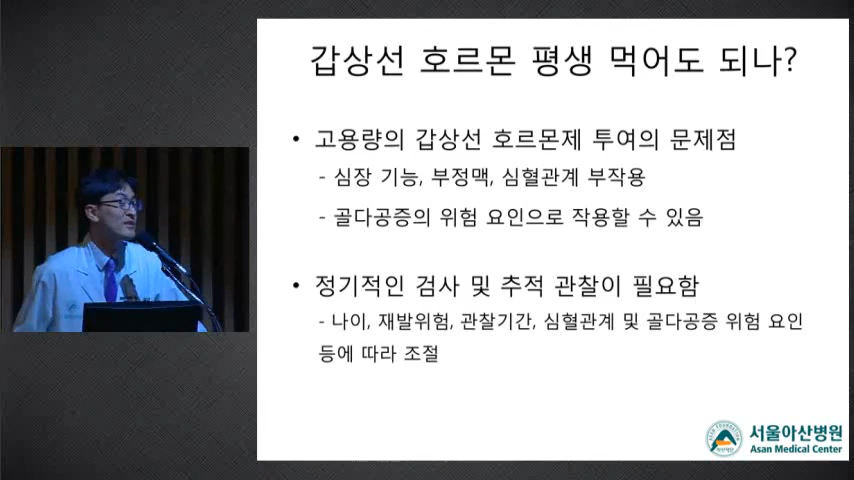 갑상선 호르몬 평생 먹어도 되나?
• 고용량의 갑상선 호르몬제 투여의 문제점
- 심장 기능, 부정맥, 심혈관계 부작용
- 골다공증의 위험 요인으로 작용할 수 있음
• 정기적인 검사 및 추적 관찰이 필요함
- 나이, 재발위험, 관찰기간, 심혈관계 및 골다공증 위험 요인
등에 따라 조절
서울아산병원
Asan Medical Center